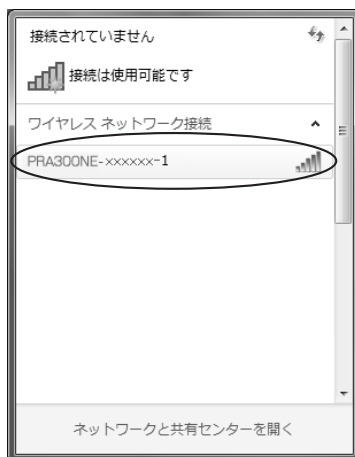 接続されていません
接続は使用可能です
ワイヤレス ネットワーク接続
PRA300NE-××××××-1
ネットワークと共有センターを開く